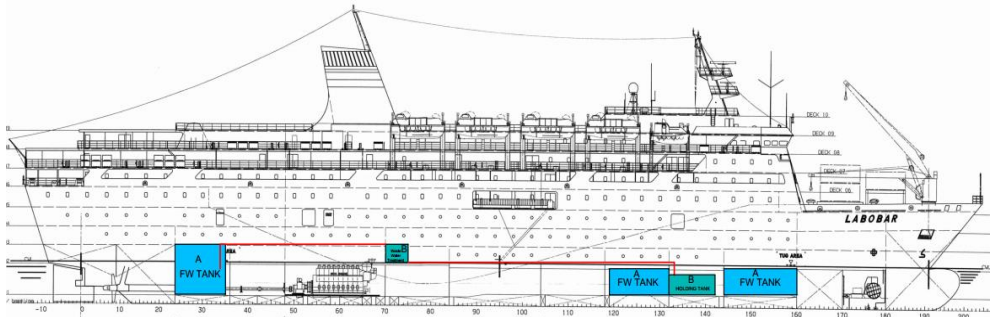 DECK 10
DECK 09
DECK 08
DECK 07
DECK 06
LABOBAR
TUG AREA
A
FW TANK
B
A
FW TANK
B
HOLDING TANK
A
FW TANK
-10 0 10 20 30 40 50 60 70 80 90 100 110 120 130 140 150 160 170 180 190 200